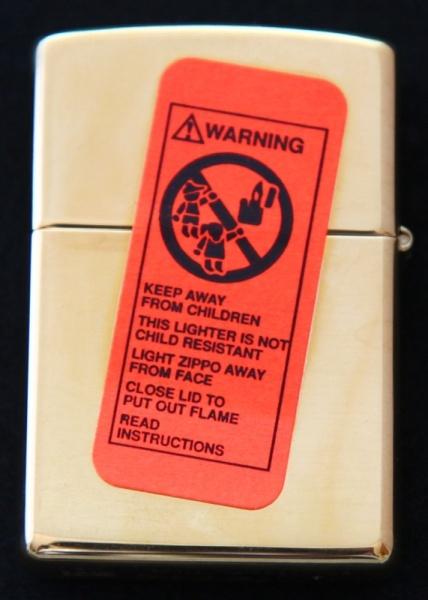 WARNING
KEEP AWAY
FROM CHILDREN
THIS LIGHTER IS NOT
CHILD RESISTANT
LIGHT ZIPPO AWAY
FROM FACE
CLOSE LID TO
PUT OUT FLAME
READ
INSTRUCTIONS